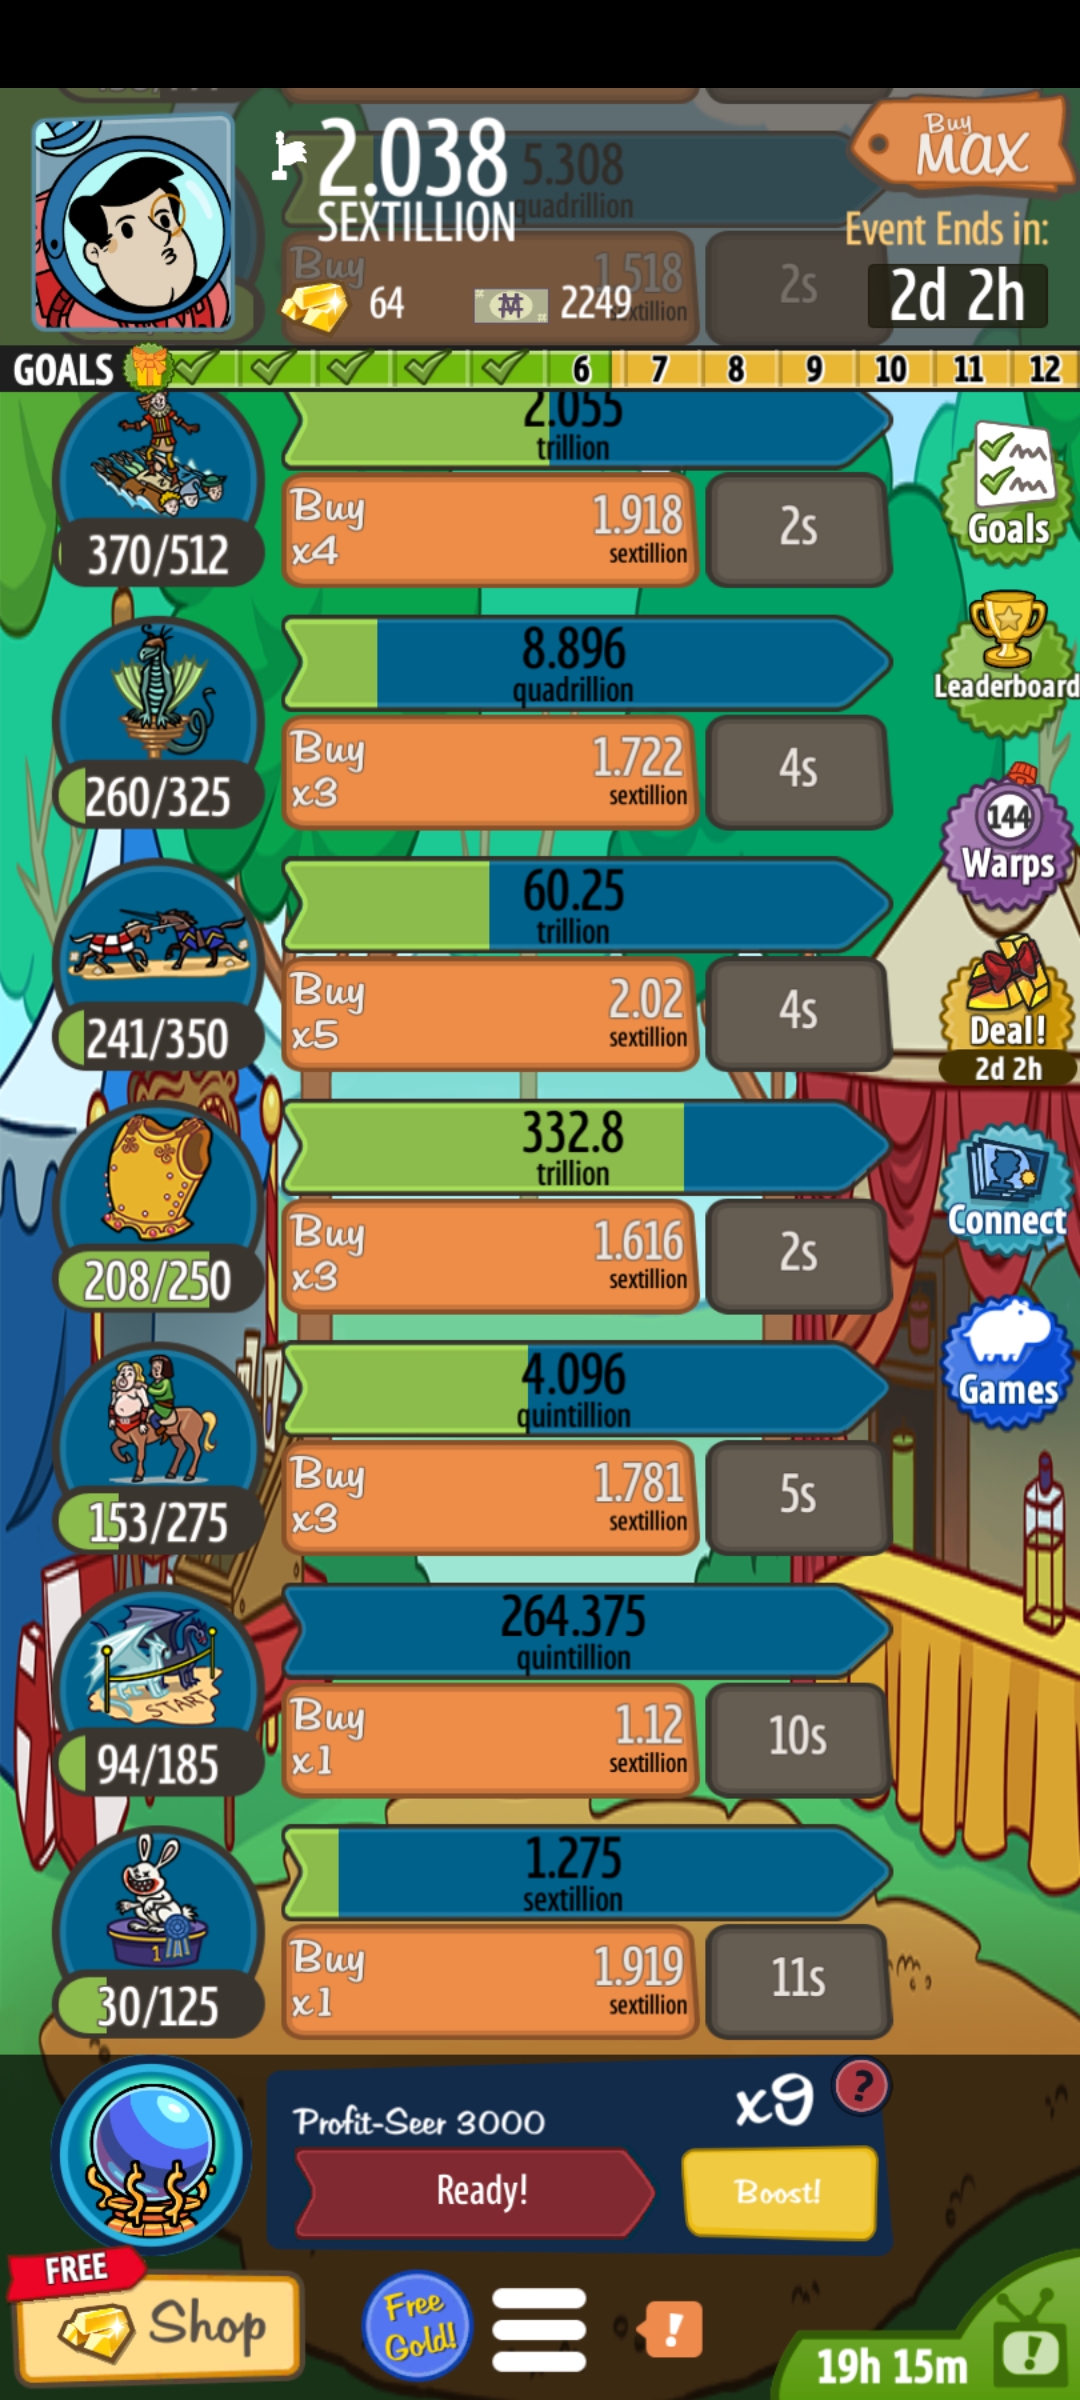 2.038
SEXTILLION
5.308
quadrillion
Buy
MAX
Event Ends in:
2d 2h
64
2249
Buy
1.518
sextillion
2s
GOALS
6
7
8
9
10
11
12
2.055
trillion
370/512
Buy
x4
1.918
sextillion
2s
Goals
8.896
quadrillion
260/325
Buy
x3
1.722
sextillion
4s
Leaderboard
144
Warps
60.25
trillion
241/350
Buy
x5
2.02
sextillion
4s
Deal!
2d 2h
332.8
trillion
208/250
Buy
x3
1.616
sextillion
2s
Connect
4.096
quintillion
153/275
Buy
x3
1.781
sextillion
5s
Games
264.375
quintillion
START
94/185
Buy
x1
1.12
sextillion
10s
1.275
sextillion
1
30/125
Buy
x1
1.919
sextillion
11s
Profit-Seer 3000
x9
?
Ready!
Boost!
FREE
Shop
Free
Gold!
!
19h 15m
!